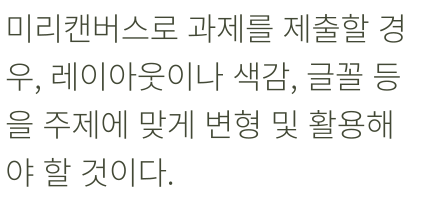 미리캔버스로 과제를 제출할 경
우, 레이아웃이나 색감, 글꼴 등
을 주제에 맞게 변형 및 활용해
야 할 것이다.